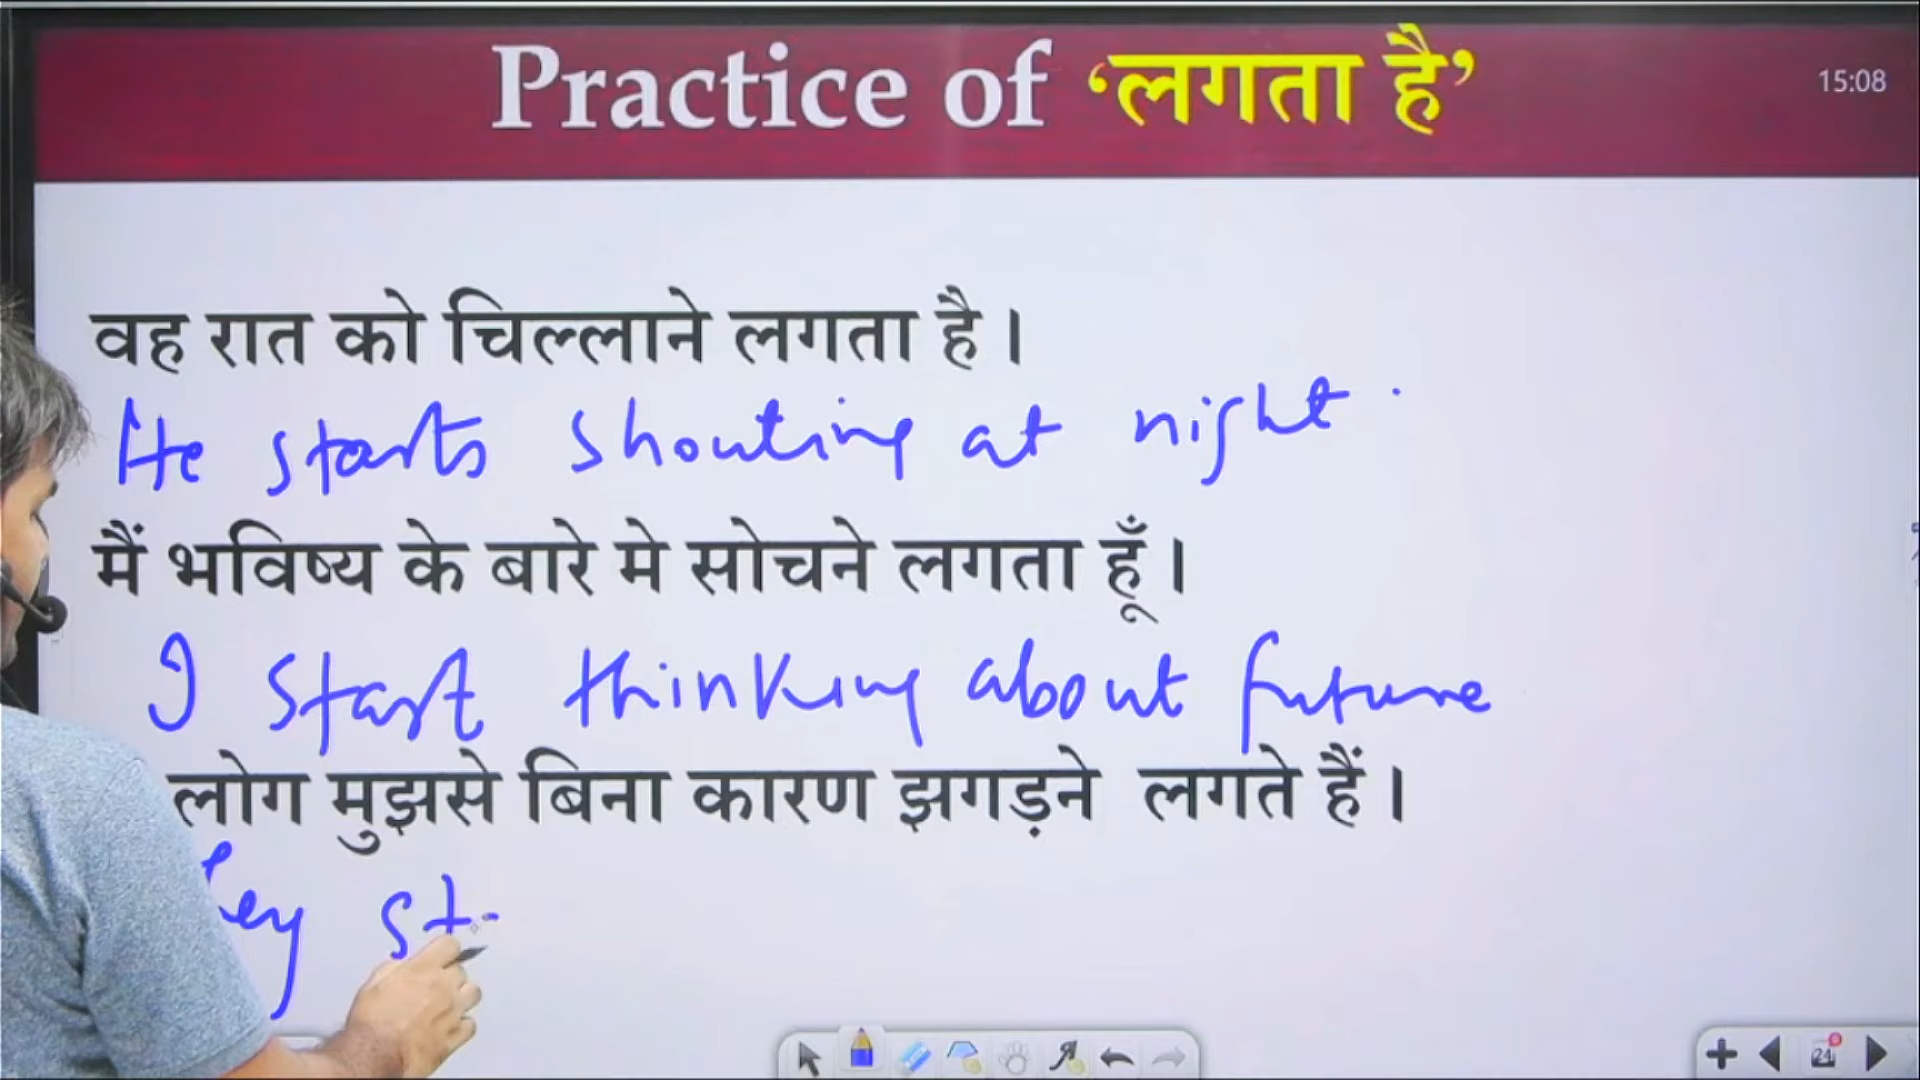 Practice of ‘लगता है’
15:08
वह रात को चिल्लाने लगता है।
He starts shouting at night.
मैं भविष्य के बारे मे सोचने लगता हूँ।
I start thinking about future
लोग मुझसे बिना कारण झगड़ने लगते हैं।
24